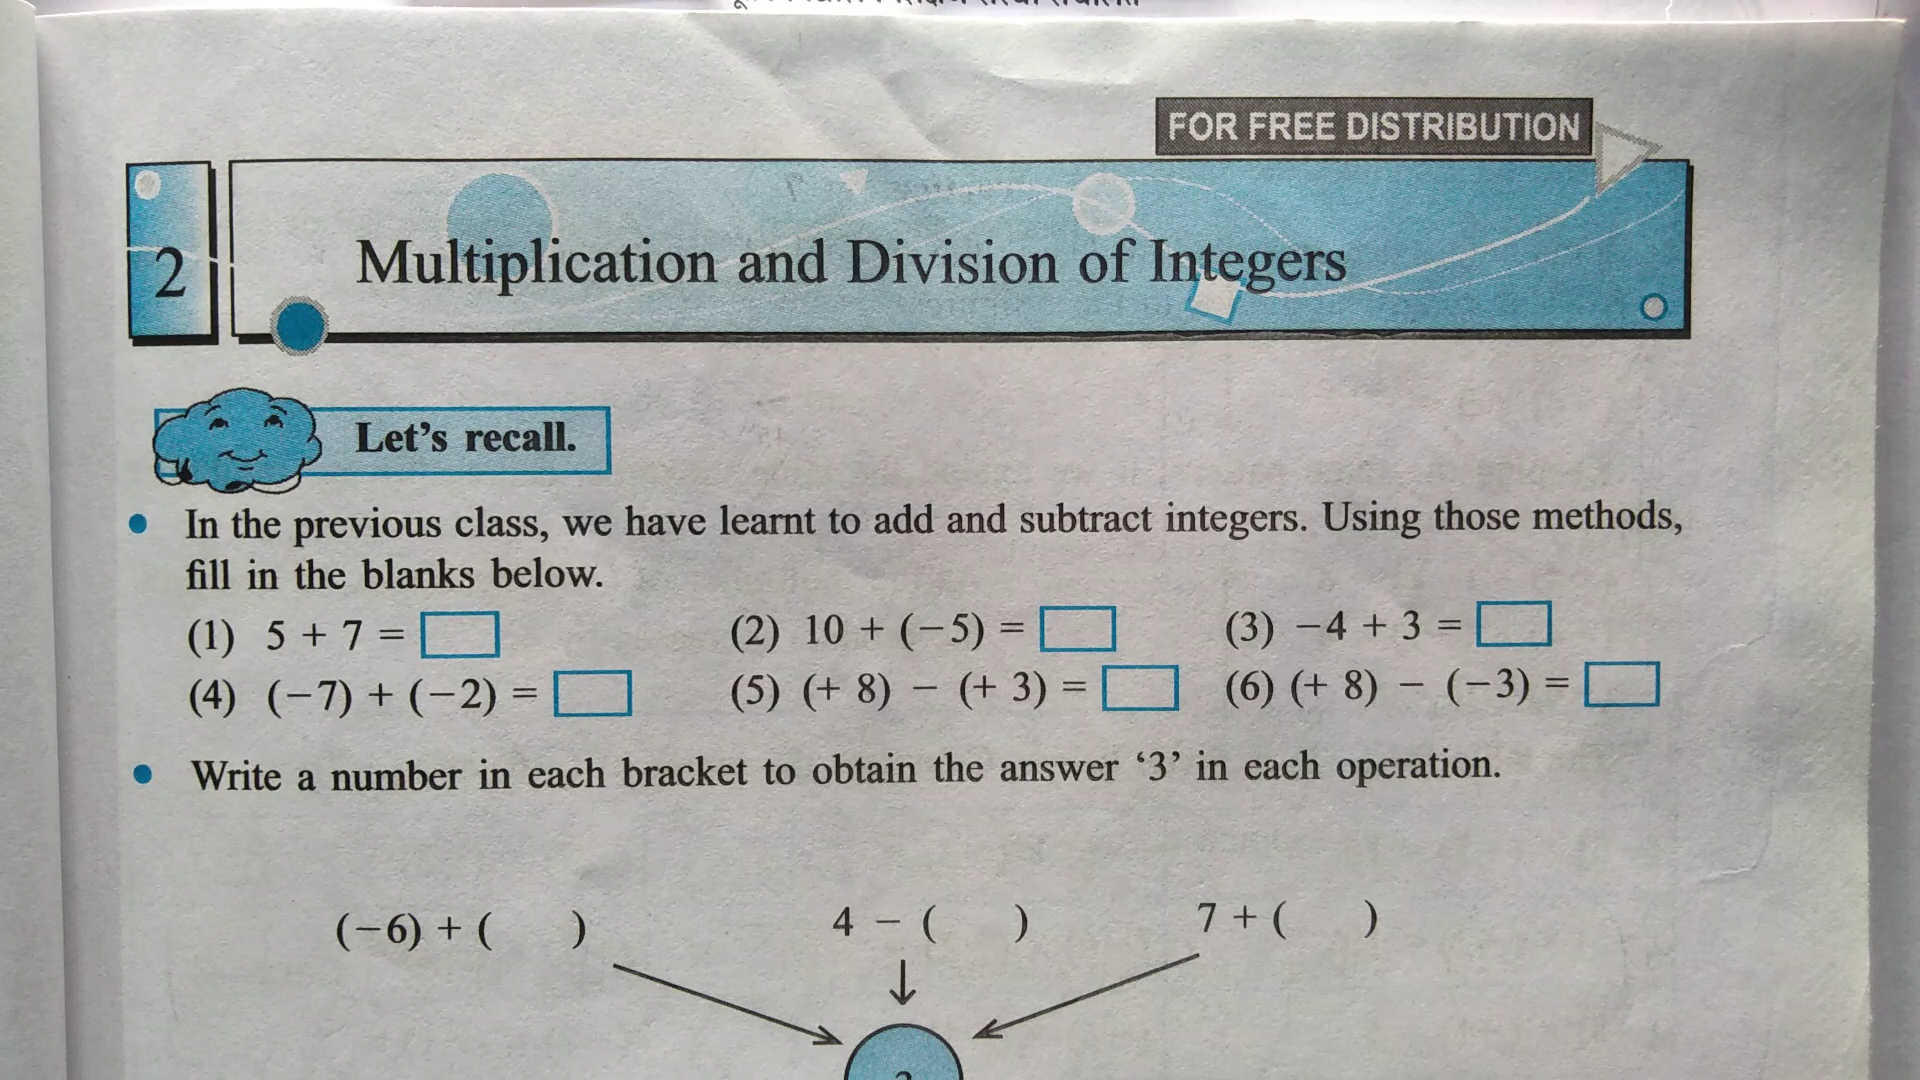 FOR FREE DISTRIBUTION
2
Multiplication and Division of Integers
Let’s recall.
• In the previous class, we have learnt to add and subtract integers. Using those methods,
fill in the blanks below.
(1) 5 + 7 =
(2) 10 + (−5) =
(3) −4 + 3 =
(4) (−7) + (−2) =
(5) (+ 8) − (+ 3) =
(6) (+ 8) − (−3) =
• Write a number in each bracket to obtain the answer ‘3’ in each operation.
(−6) + (    )
4 − (    )
7 + (    )